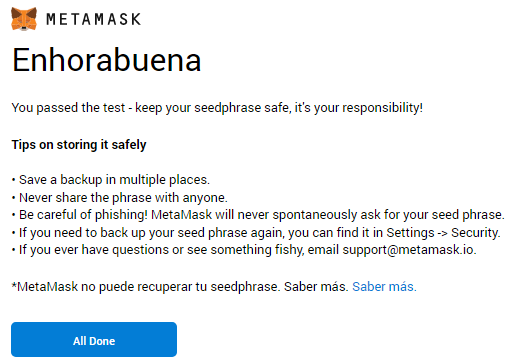 METAMASK
Enhorabuena
You passed the test - keep your seedphrase safe, it's your responsibility!
Tips on storing it safely
• Save a backup in multiple places.
• Never share the phrase with anyone.
• Be careful of phishing! MetaMask will never spontaneously ask for your seed phrase.
• If you need to back up your seed phrase again, you can find it in Settings -> Security.
• If you ever have questions or see something fishy, email support@metamask.io.
*MetaMask no puede recuperar tu seedphrase. Saber más. Saber más.
All Done